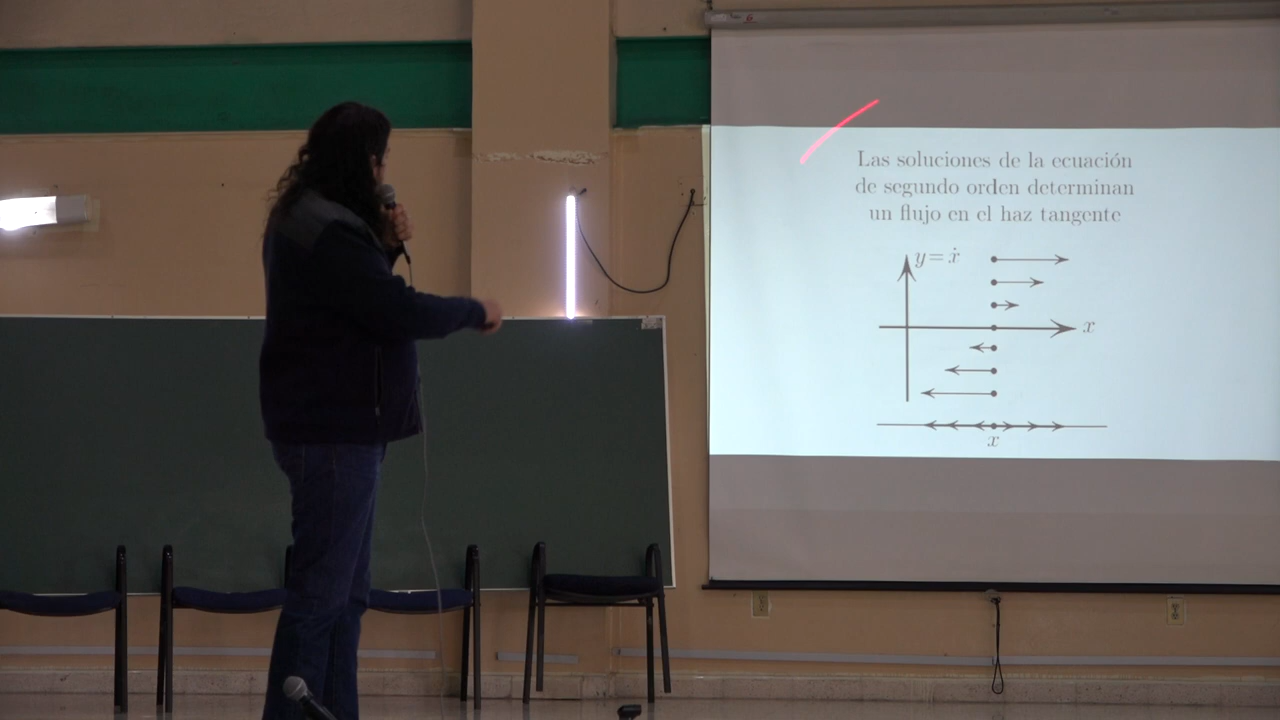 Las soluciones de la ecuación
de segundo orden determinan
un flujo en el haz tangente
y = ẋ
x
x